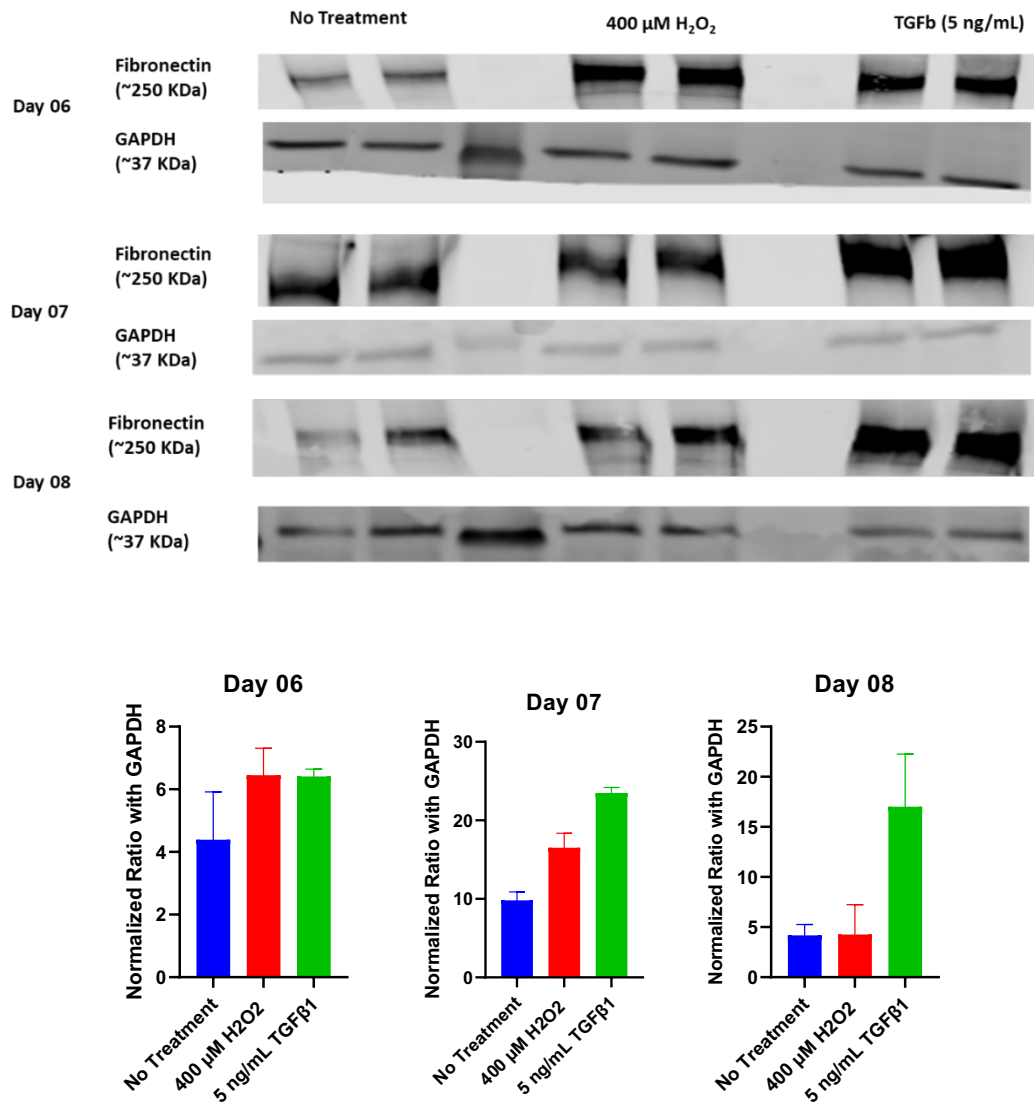 No Treatment
400 µM H₂O₂
TGFb (5 ng/mL)
Fibronectin
(~250 KDa)
Day 06
GAPDH
(~37 KDa)
Fibronectin
(~250 KDa)
Day 07
GAPDH
(~37 KDa)
Fibronectin
(~250 KDa)
Day 08
GAPDH
(~37 KDa)
Day 06
Normalized Ratio with GAPDH
8
6
4
2
0
No Treatment
400 µM H2O2
5 ng/mL TGFβ1
Day 07
Normalized Ratio with GAPDH
30
20
10
0
No Treatment
400 µM H2O2
5 ng/mL TGFβ1
Day 08
Normalized Ratio with GAPDH
25
20
15
10
5
0
No Treatment
400 µM H2O2
5 ng/mL TGFβ1